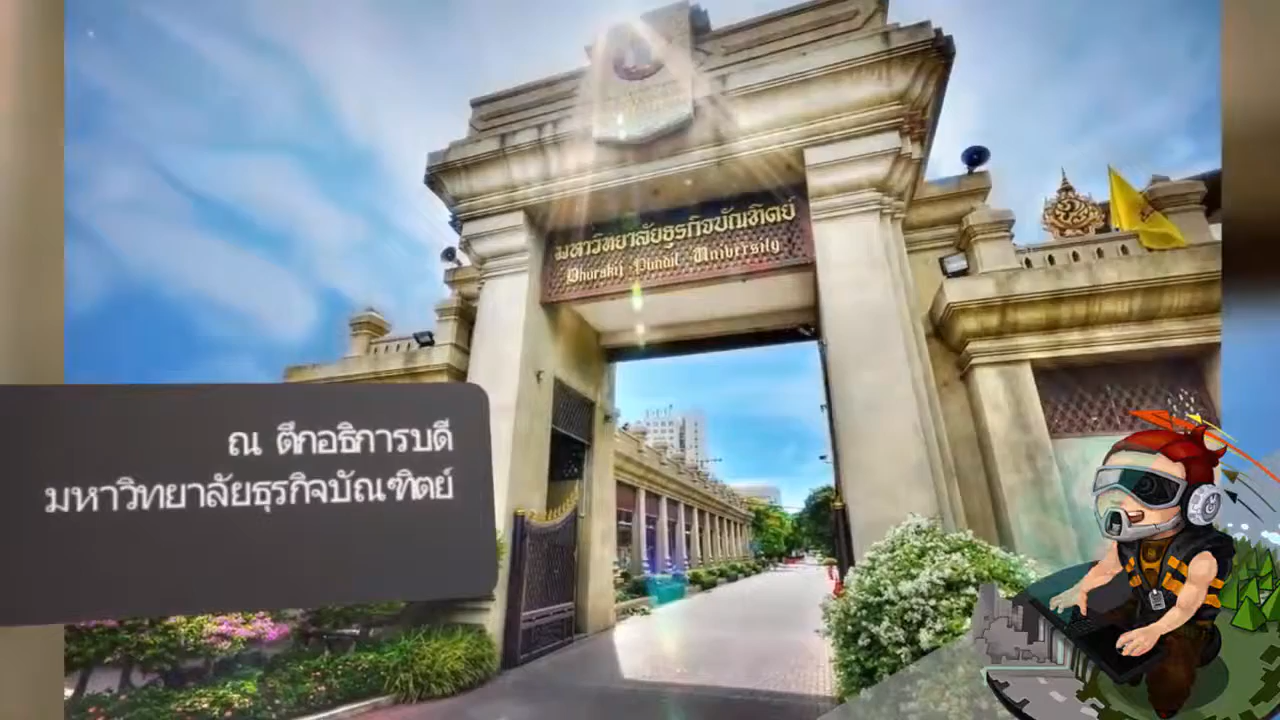 มหาวิทยาลัยธุรกิจบัณฑิตย์
Dhurakij Pundit University
ณ ตึกอธิการบดี
มหาวิทยาลัยธุรกิจบัณฑิตย์